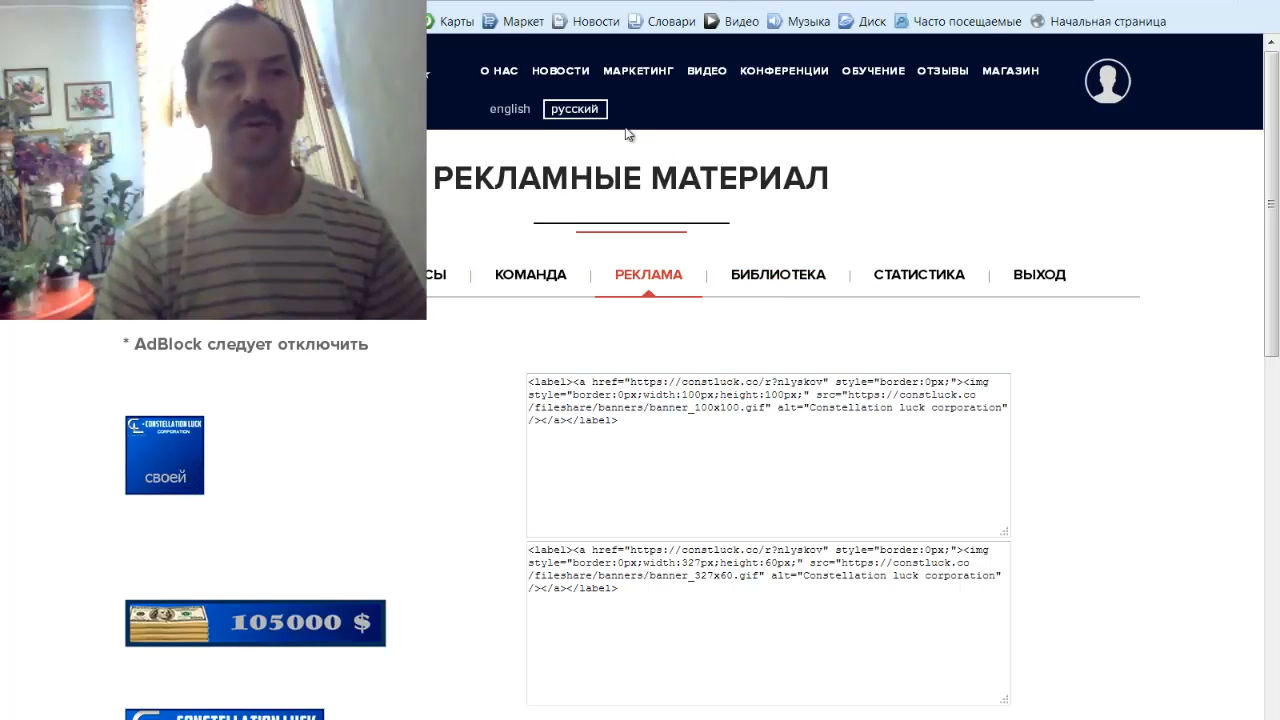 Карты Маркет Новости Словари Видео Музыка Диск Часто посещаемые Начальная страница
О НАС НОВОСТИ МАРКЕТИНГ ВИДЕО КОНФЕРЕНЦИИ ОБУЧЕНИЕ ОТЗЫВЫ МАГАЗИН
english русский
РЕКЛАМНЫЕ МАТЕРИАЛ
СЫ | КОМАНДА | РЕКЛАМА | БИБЛИОТЕКА | СТАТИСТИКА | ВЫХОД
* AdBlock следует отключить
<label><a href="https://constluck.co/r?nlyskov" style="border:0px;"><img
style="border:0px;width:100px;height:100px;" src="https://constluck.co
/fileshare/banners/banner_100x100.gif" alt="Constellation luck corporation"
/></a></label>
CONSTELLATION LUCK
CORPORATION
своей
<label><a href="https://constluck.co/r?nlyskov" style="border:0px;"><img
style="border:0px;width:327px;height:60px;" src="https://constluck.co
/fileshare/banners/banner_327x60.gif" alt="Constellation luck corporation"
/></a></label>
105000 $
CONSTELLATION LUCK